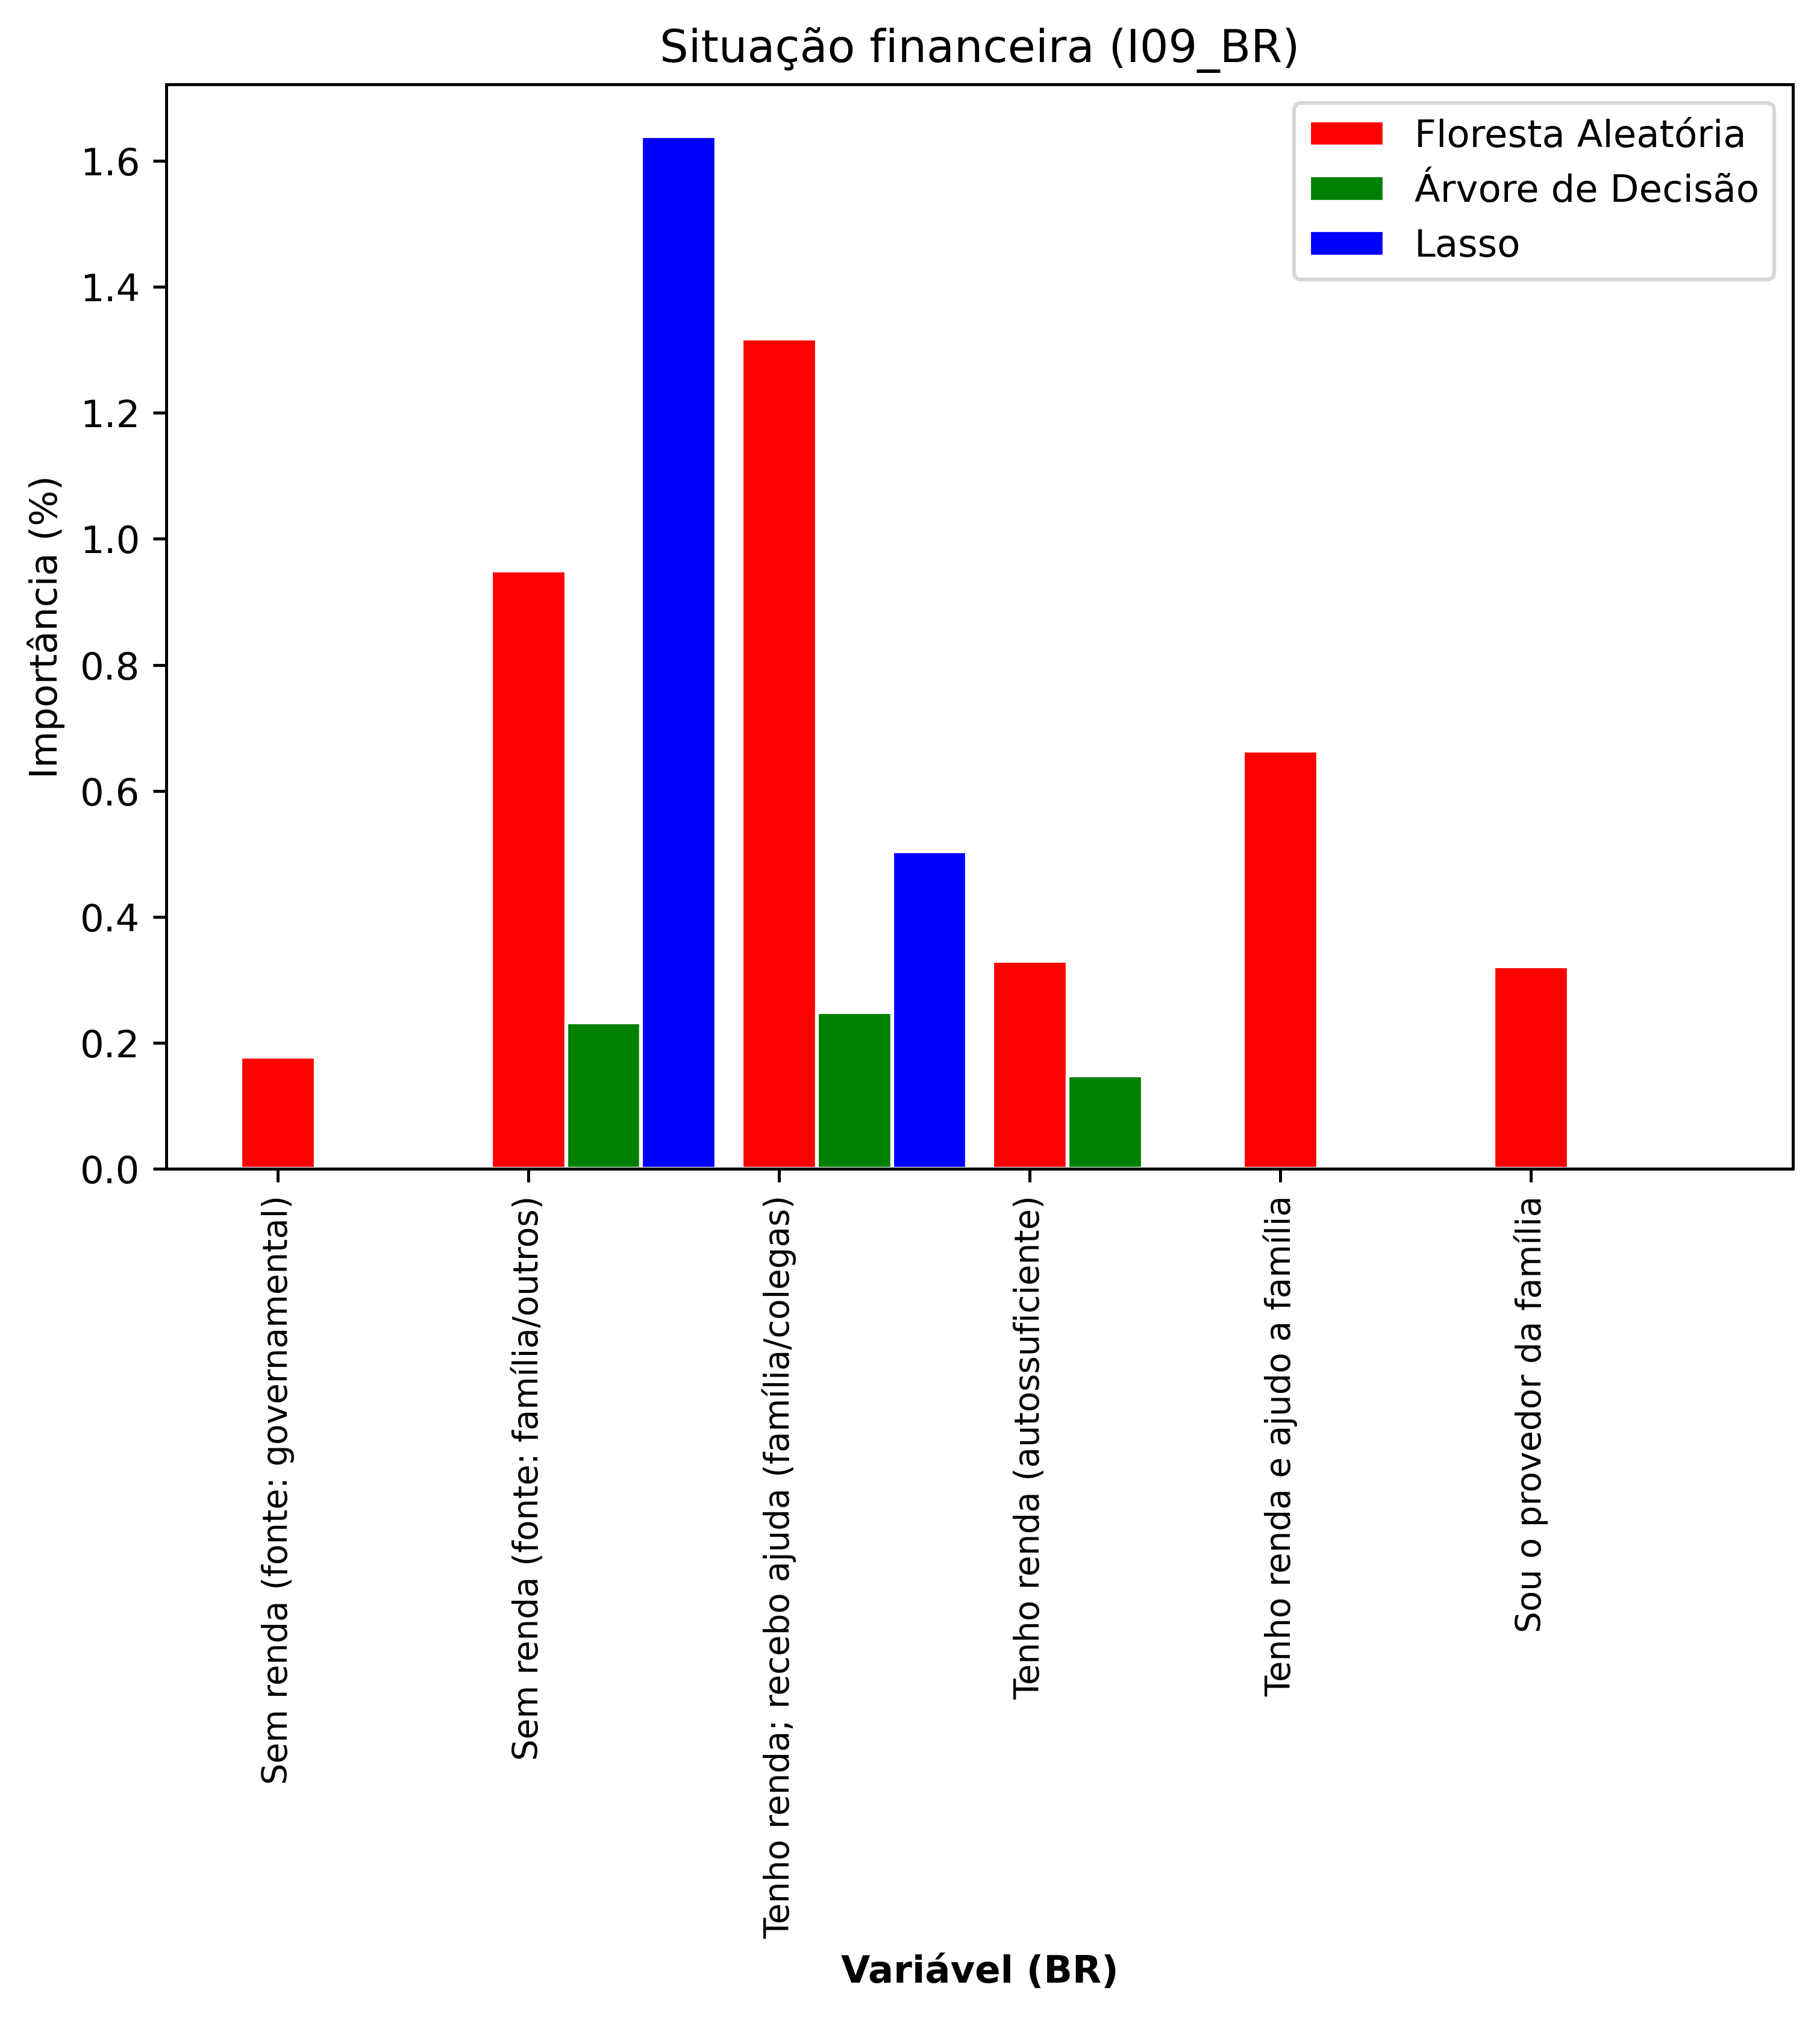 Situação financeira (I09_BR)
Floresta Aleatória
Árvore de Decisão
Lasso
Importância (%)
1.6
1.4
1.2
1.0
0.8
0.6
0.4
0.2
0.0
Sem renda (fonte: governamental)
Sem renda (fonte: família/outros)
Tenho renda; recebo ajuda (família/colegas)
Tenho renda (autossuficiente)
Tenho renda e ajudo a família
Sou o provedor da família
Variável (BR)